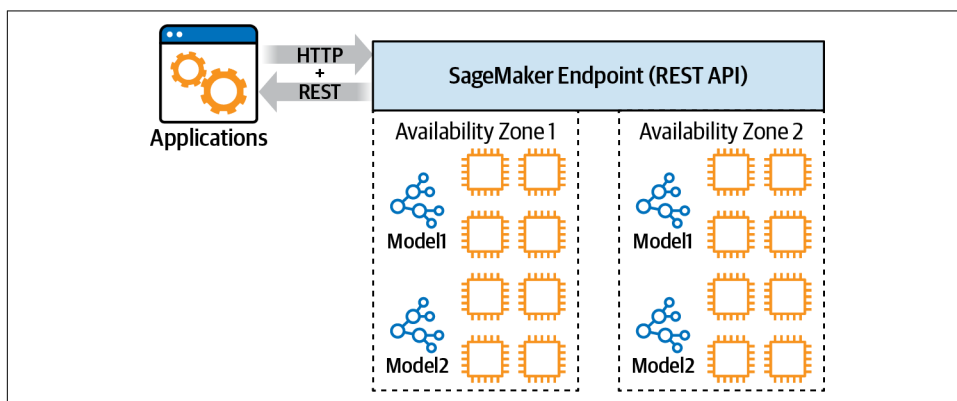 HTTP
+
REST
Applications
SageMaker Endpoint (REST API)
Availability Zone 1
Model1
Model2
Availability Zone 2
Model1
Model2